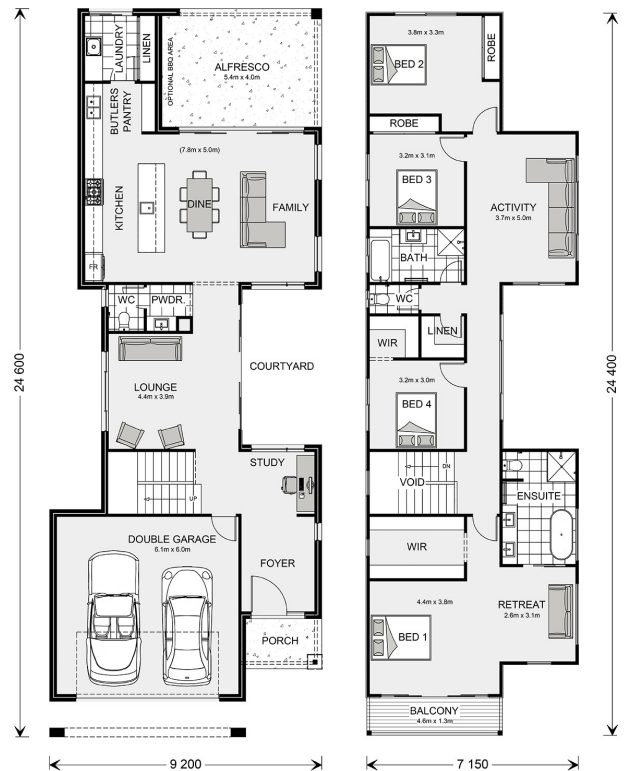 LAUNDRY
LINEN
OPTIONAL BBQ AREA
ALFRESCO
5.4m x 4.0m
BUTLERS
PANTRY
(7.8m x 5.0m)
KITCHEN
DINE
FAMILY
FR
WC
PWDR.
COURTYARD
LOUNGE
4.4m x 3.9m
STUDY
UP
DOUBLE GARAGE
6.1m x 6.0m
FOYER
PORCH
24 600
9 200
3.8m x 3.3m
ROBE
BED 2
ROBE
3.2m x 3.1m
BED 3
ACTIVITY
3.7m x 5.0m
BATH
WC
LINEN
WIR
3.2m x 3.0m
BED 4
DN
VOID
ENSUITE
WIR
4.4m x 3.8m
RETREAT
2.6m x 3.1m
BED 1
BALCONY
4.6m x 1.3m
24 400
7 150